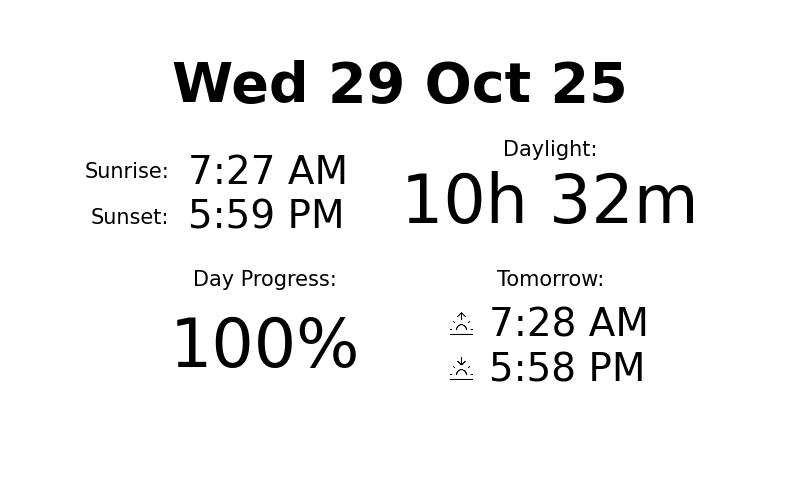 Wed 29 Oct 25
Sunrise: 7:27 AM
Sunset: 5:59 PM
Daylight:
10h 32m
Day Progress:
100%
Tomorrow:
7:28 AM
5:58 PM